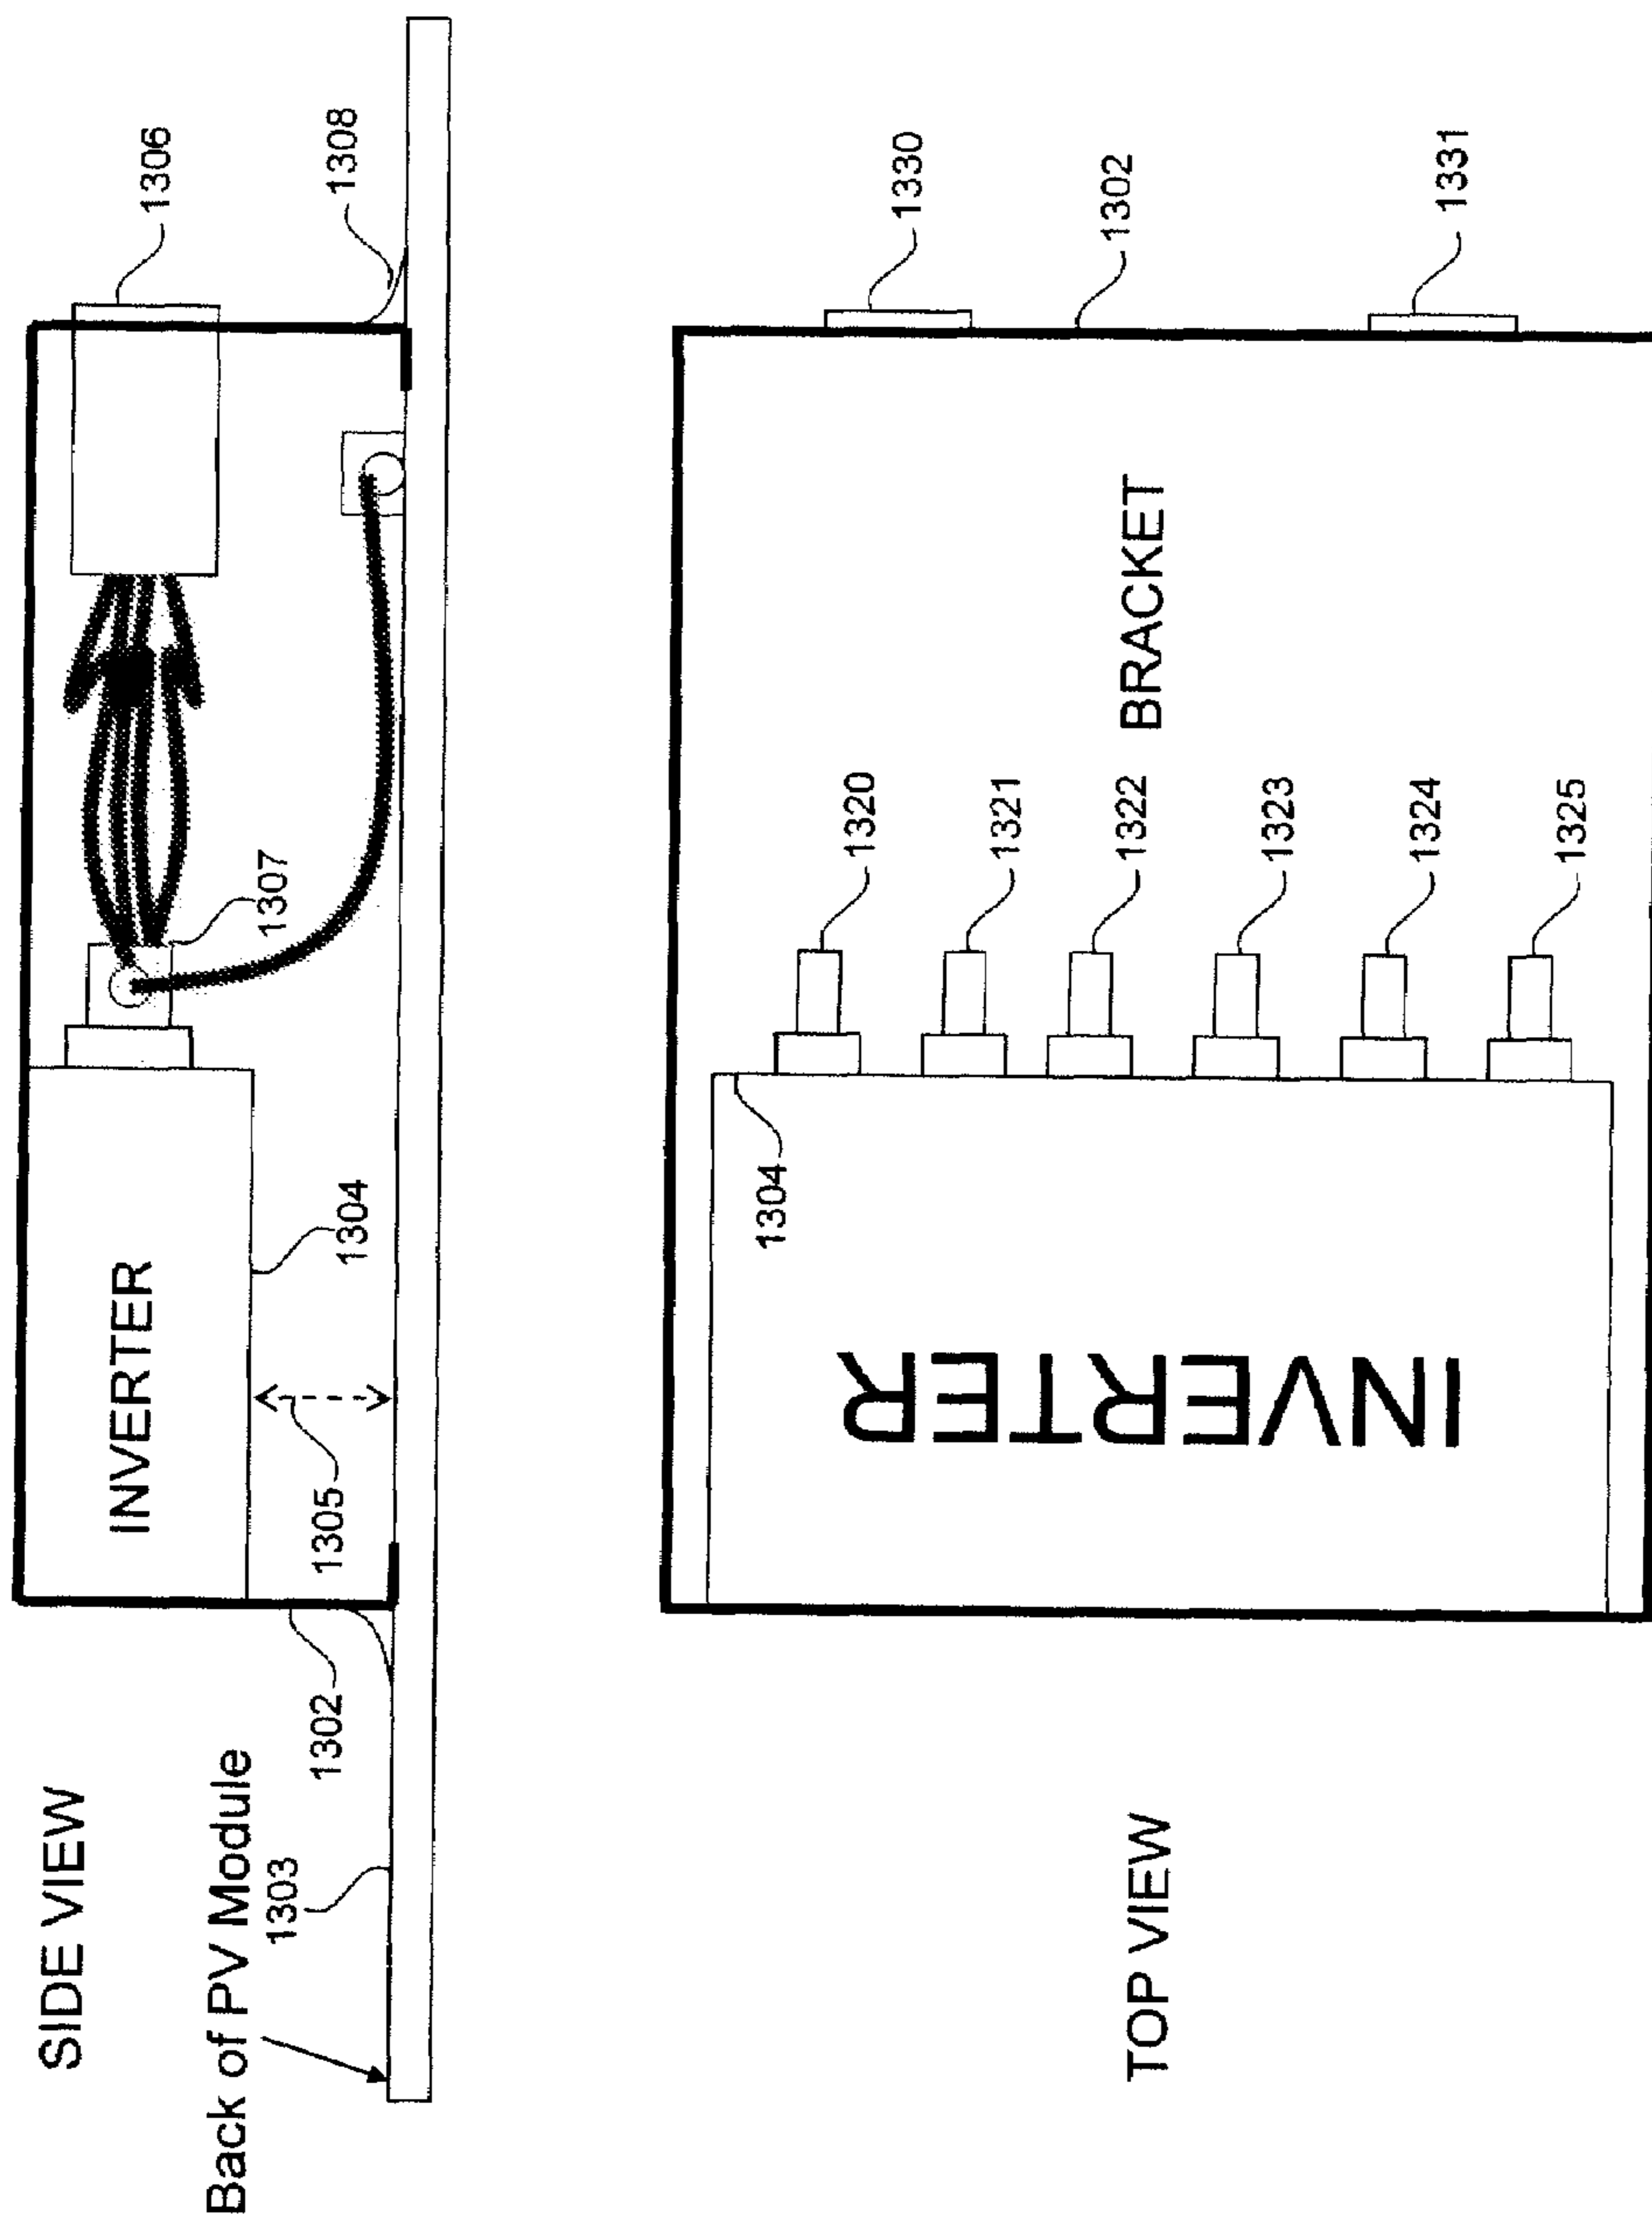 SIDE VIEW
Back of PV Module
1303
1302
INVERTER
1305
1304
1307
1306
1308
TOP VIEW
INVERTER
1304
BRACKET
1320
1321
1322
1323
1324
1325
1330
1302
1331